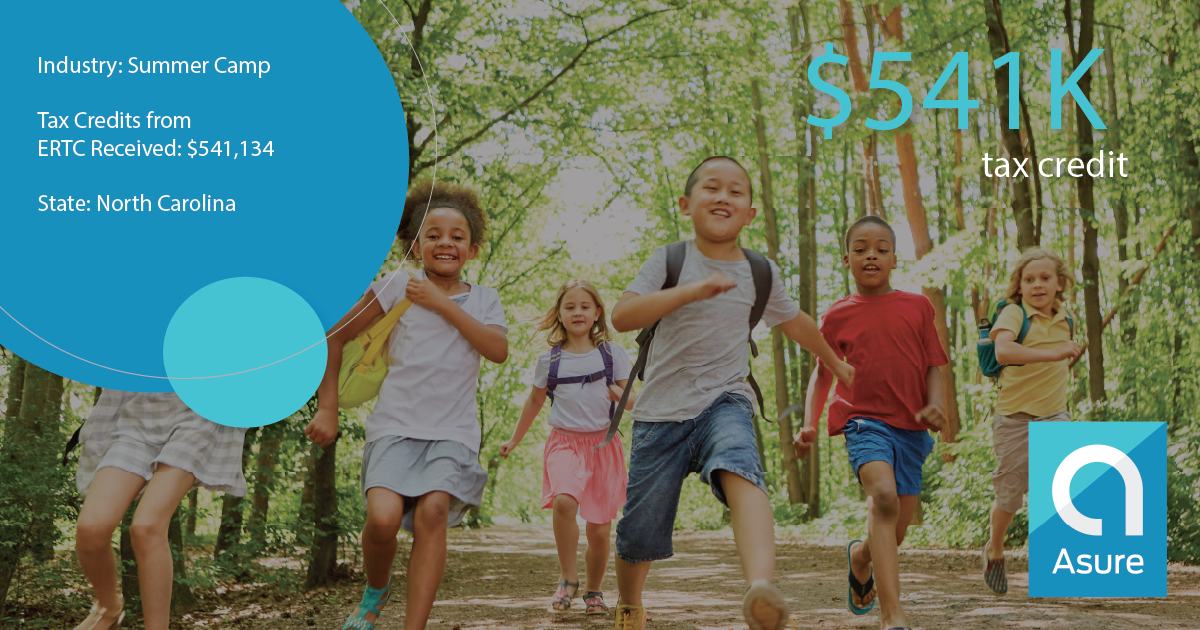 Industry: Summer Camp
Tax Credits from
ERTC Received: $541,134
State: North Carolina
$541K
tax credit
Asure